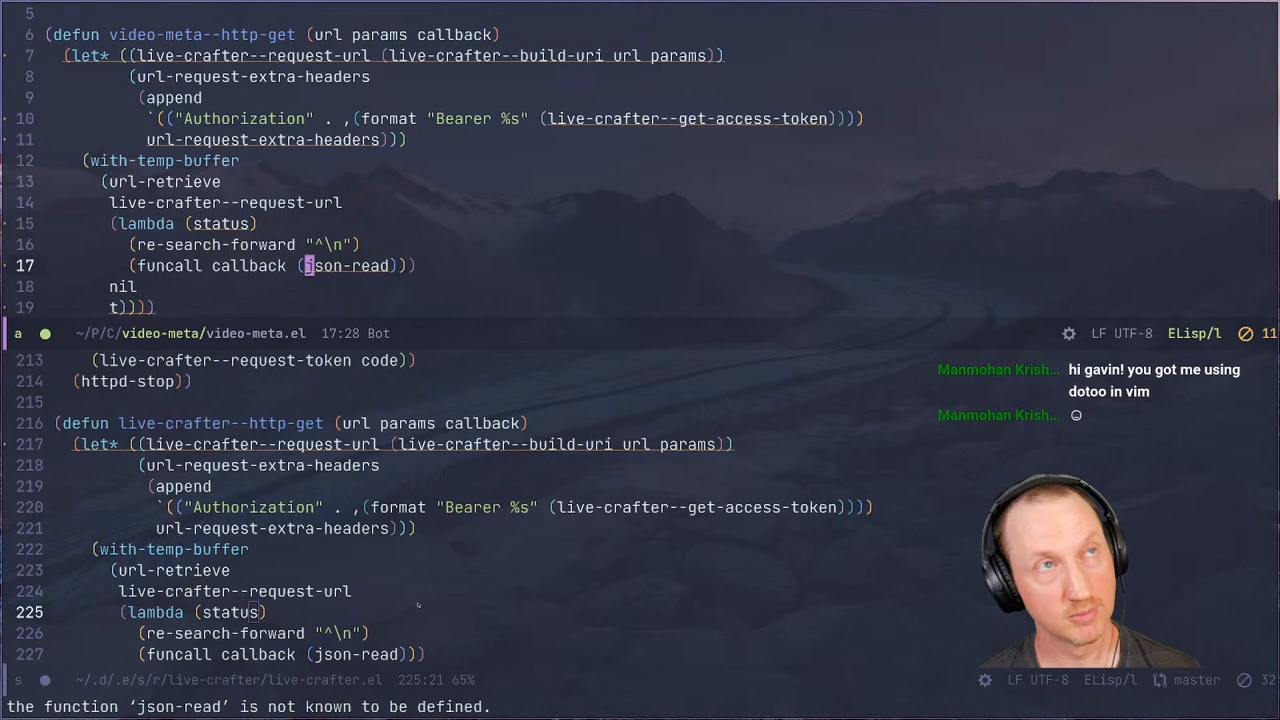 5
6 (defun video-meta--http-get (url params callback)
7 (let* ((live-crafter--request-url (live-crafter--build-uri url params))
8 (url-request-extra-headers
9 (append
10 `(("Authorization" . ,(format "Bearer %s" (live-crafter--get-access-token))))
11 url-request-extra-headers)))
12 (with-temp-buffer
13 (url-retrieve
14 live-crafter--request-url
15 (lambda (status)
16 (re-search-forward "^\n")
17 (funcall callback (json-read)))
18 nil
19 t))))
a ~/P/C/video-meta/video-meta.el 17:28 Bot LF UTF-8 ELisp/l 11
213 (live-crafter--request-token code))
214 (httpd-stop))
215
216 (defun live-crafter--http-get (url params callback)
217 (let* ((live-crafter--request-url (live-crafter--build-uri url params))
218 (url-request-extra-headers
219 (append
220 `(("Authorization" . ,(format "Bearer %s" (live-crafter--get-access-token))))
221 url-request-extra-headers)))
222 (with-temp-buffer
223 (url-retrieve
224 live-crafter--request-url
225 (lambda (status)
226 (re-search-forward "^\n")
227 (funcall callback (json-read)))
s ~/.d/.e/s/r/live-crafter/live-crafter.el 225:21 65% LF UTF-8 ELisp/l master 32
the function ‘json-read’ is not known to be defined.
Manmohan Krish... hi gavin! you got me using
dotoo in vim
Manmohan Krish... ☺